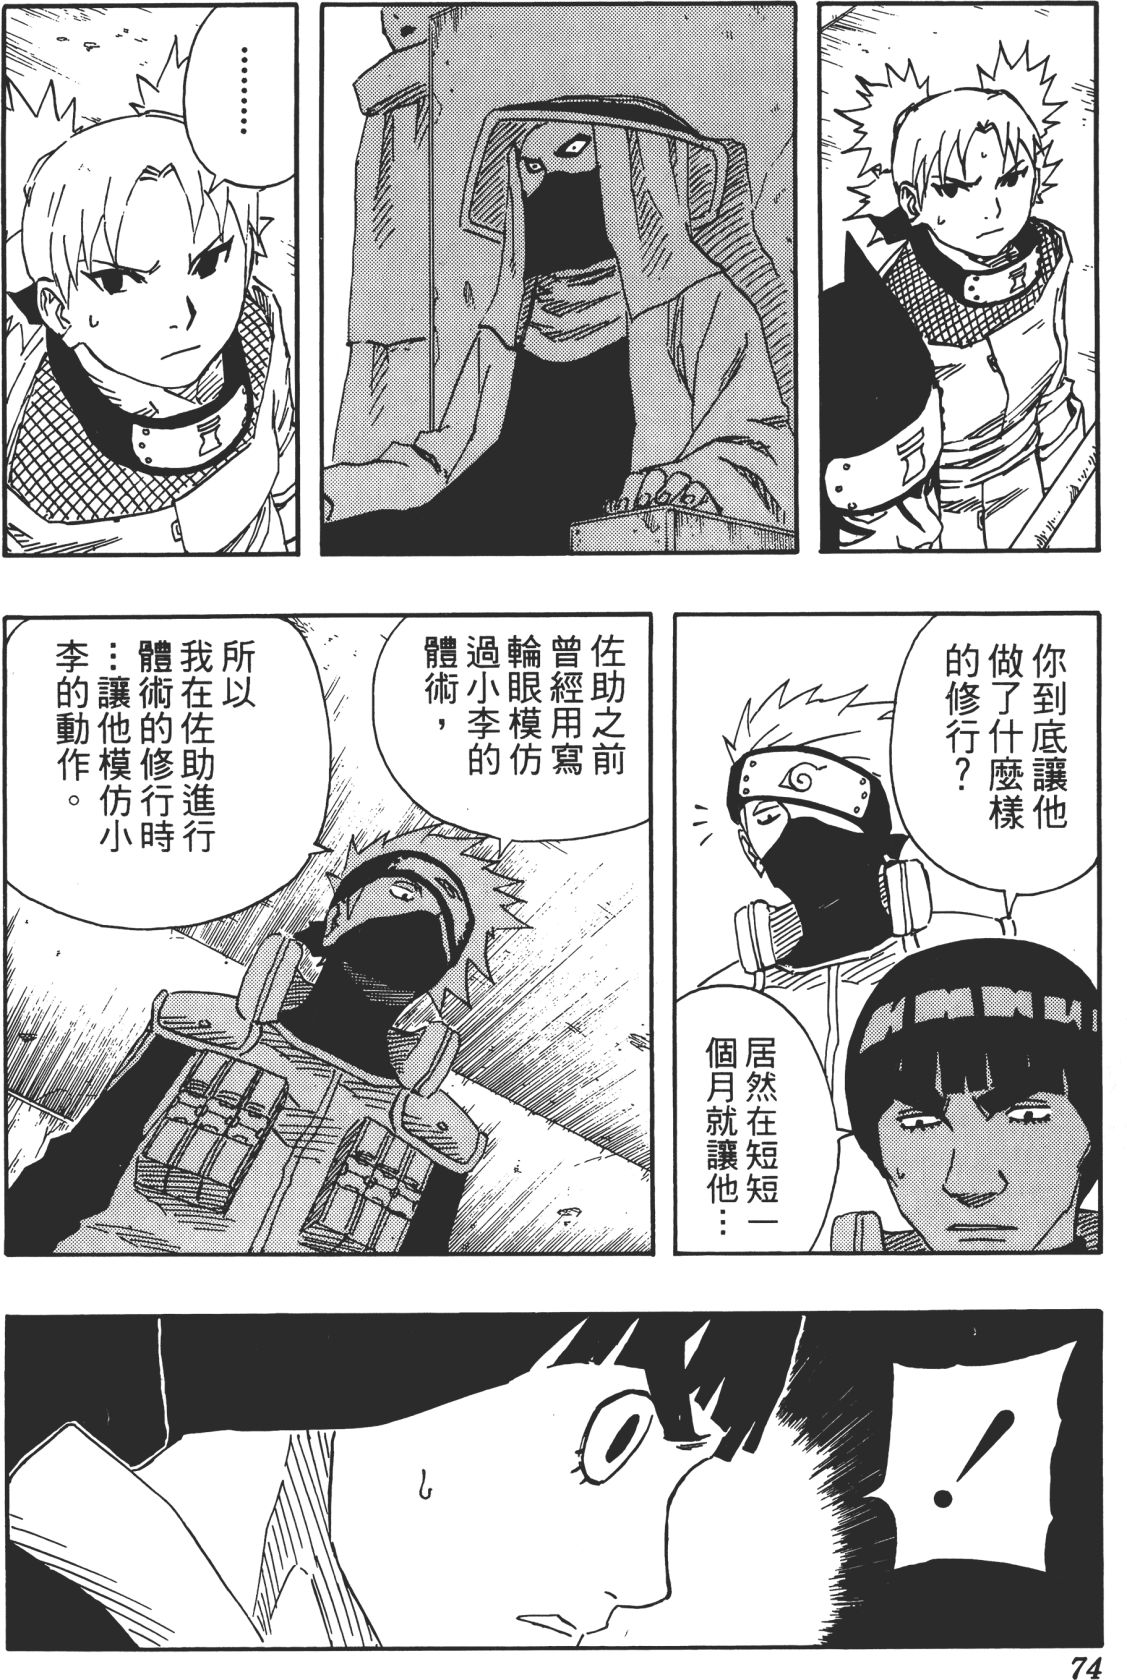 ………
你到底讓他
做了什麼樣
的修行？
居然在短短一
個月就讓他…
佐助之前
曾經用寫
輪眼模仿
過小李的
體術，
所以
我在佐助進行
體術的修行時
…讓他模仿小
李的動作。
！
74